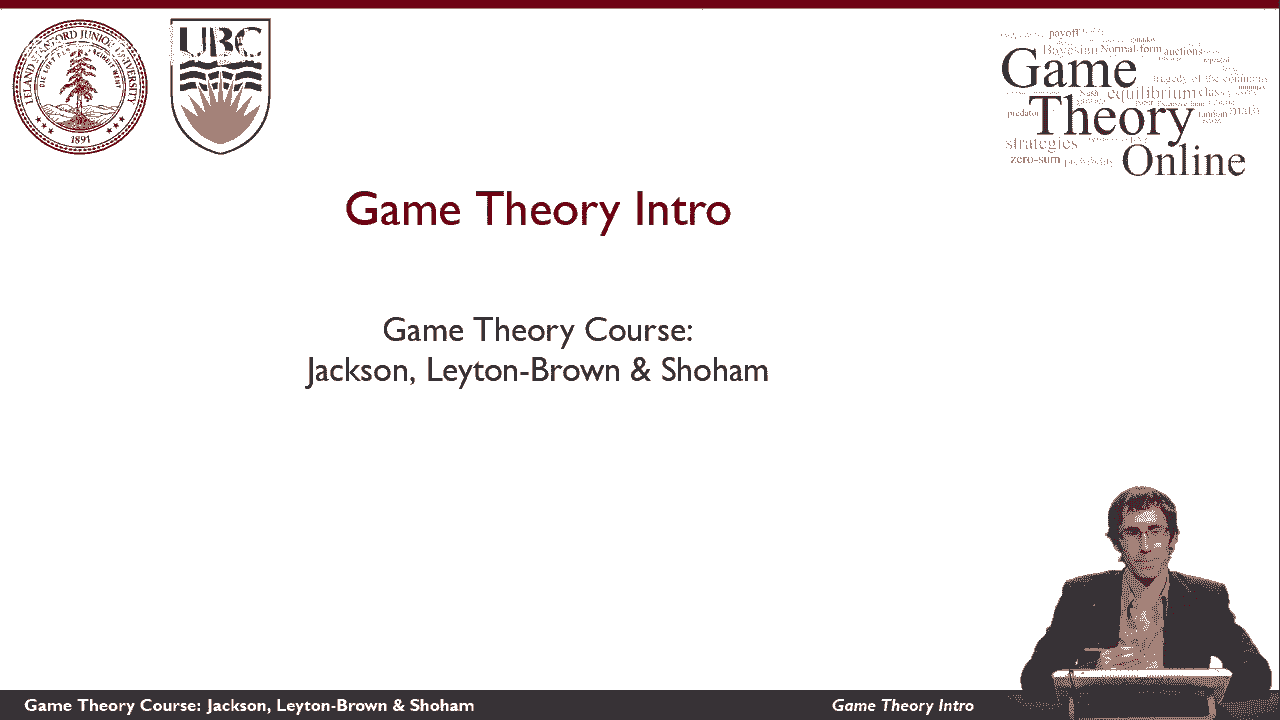 LELAND STANFORD JUNIOR UNIVERSITY
1891
UBC
payoff
Bayesian Normal-form auctions
Game
tragedy of the commons
Nash equilibrium
Theory
predator
random
strategies
zero-sum
Online
Game Theory Intro
Game Theory Course:
Jackson, Leyton-Brown & Shoham
Game Theory Course: Jackson, Leyton-Brown & Shoham
Game Theory Intro